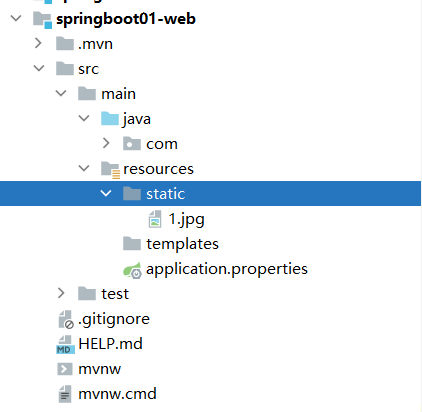 springboot01-web
.mvn
src
main
java
com
resources
static
1.jpg
templates
application.properties
test
.gitignore
MD HELP.md
mvnw
mvnw.cmd